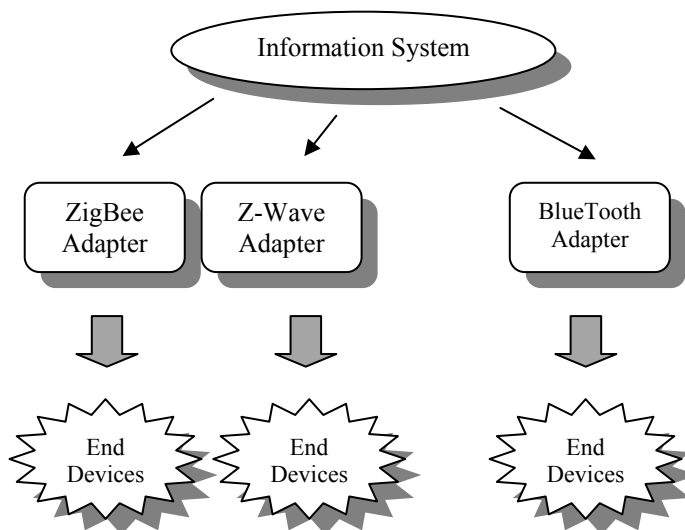 Information System
ZigBee
Adapter
Z-Wave
Adapter
BlueTooth
Adapter
End
Devices
End
Devices
End
Devices